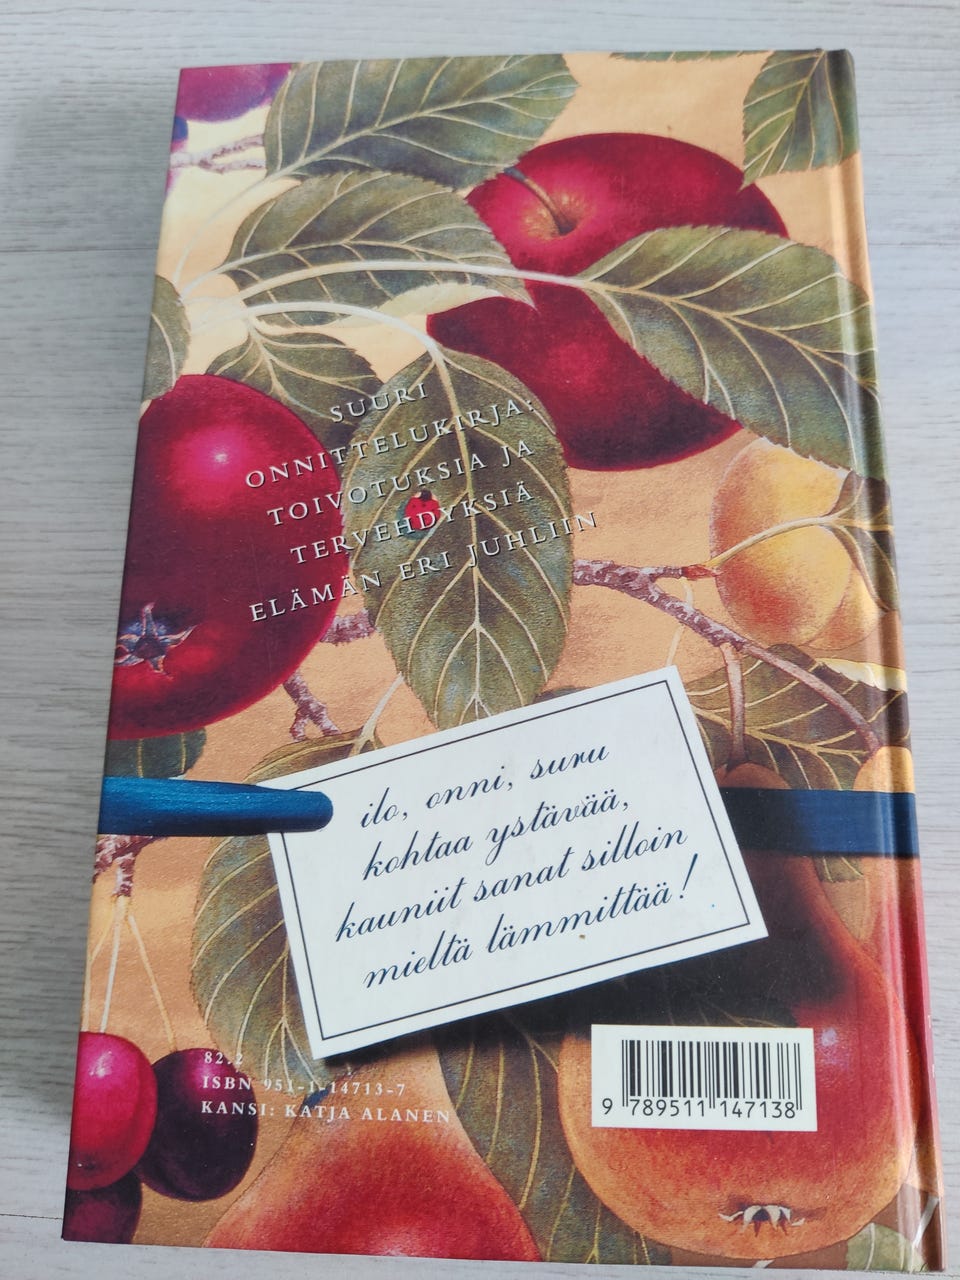 SUURI
ONNITTELUKIRJA:
TOIVOTUKSIA JA
TERVEHDYKSIÄ
ELÄMÄN ERI JUHLIIN
ilo, onni, suru
kohtaa ystävää,
kauniit sanat silloin
mieltä lämmittää!
82.2
ISBN 951-1-14713-7
KANSI: KATJA ALANEN
9 789511 147138